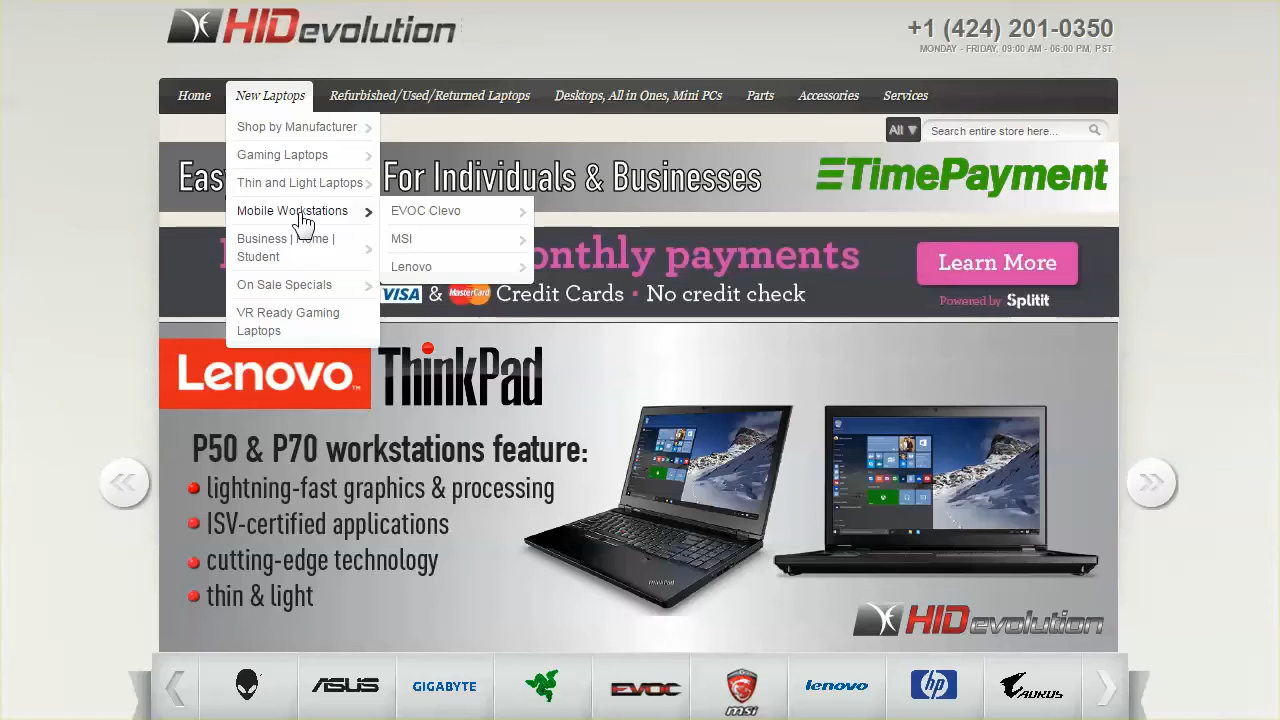 HIDevolution
+1 (424) 201-0350
MONDAY - FRIDAY, 09:00 AM - 06:00 PM, PST.
Home New Laptops Refurbished/Used/Returned Laptops Desktops, All in Ones, Mini PCs Parts Accessories Services
All ▼ Search entire store here...
Shop by Manufacturer
Gaming Laptops
Thin and Light Laptops
Mobile Workstations
Business | Home |
Student
On Sale Specials
VR Ready Gaming
Laptops
EVOC Clevo
MSI
Lenovo
For Individuals & Businesses
TimePayment
payments
VISA & MasterCard Credit Cards • No credit check
Learn More
Powered by Splitit
Lenovo™ ThinkPad
P50 & P70 workstations feature:
lightning-fast graphics & processing
ISV-certified applications
cutting-edge technology
thin & light
ThinkPad
HIDevolution
ASUS GIGABYTE EVOC msi lenovo hp AORUS